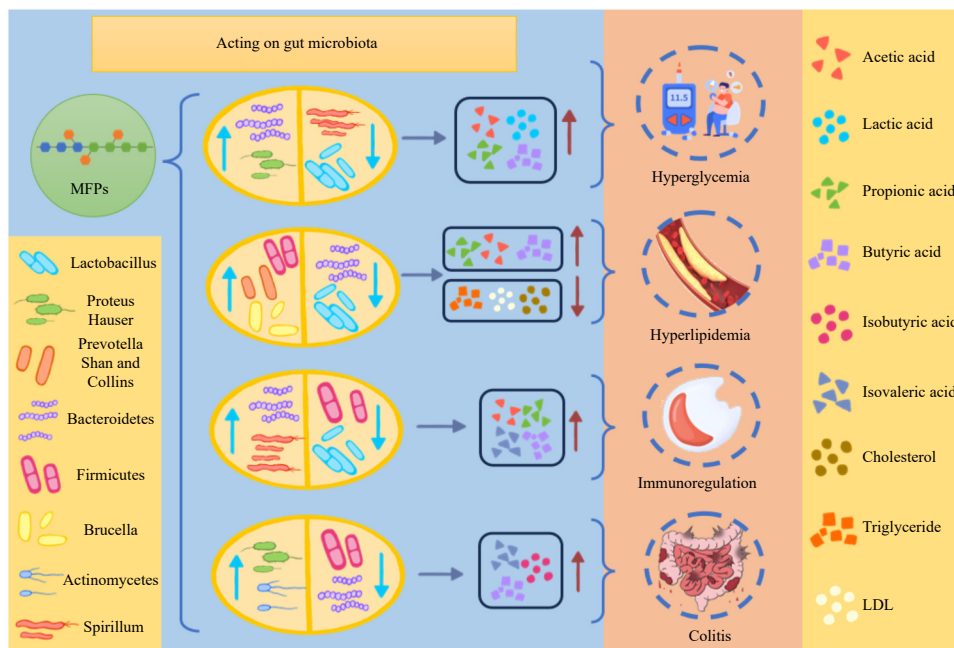 Acting on gut microbiota
MFPs
Lactobacillus
Proteus
Hauser
Prevotella
Shan and
Collins
Bacteroidetes
Firmicutes
Brucella
Actinomycetes
Spirillum
11.5
Hyperglycemia
Hyperlipidemia
Immunoregulation
Colitis
Acetic acid
Lactic acid
Propionic acid
Butyric acid
Isobutyric acid
Isovaleric acid
Cholesterol
Triglyceride
LDL